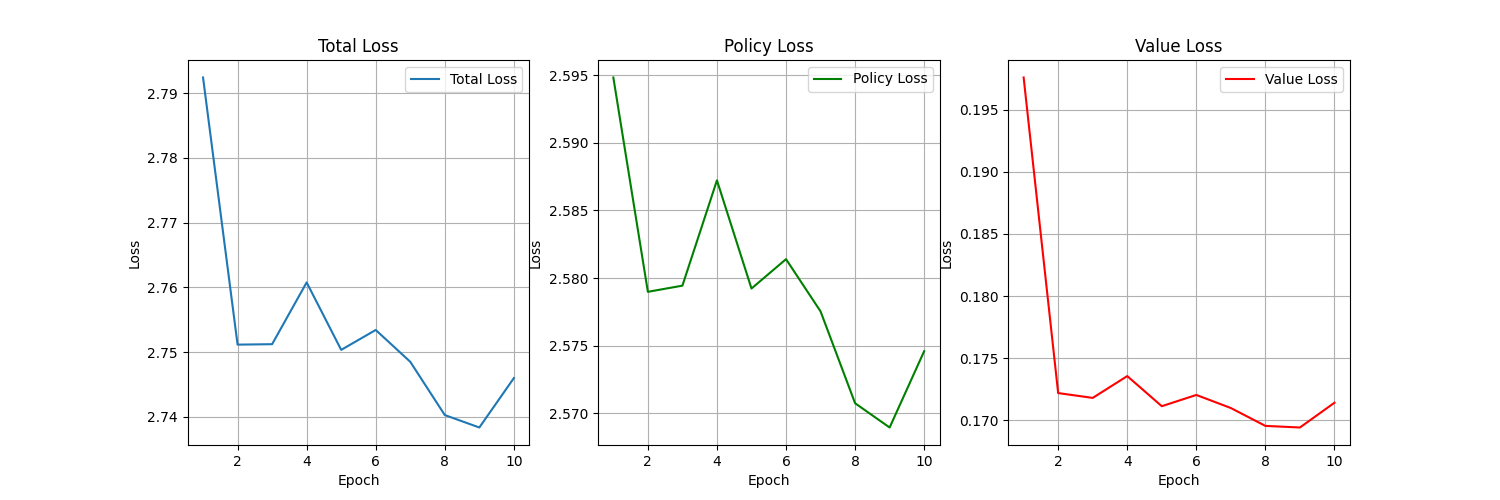 Total Loss
Total Loss
2.79
2.78
2.77
2.76
2.75
2.74
Loss
2 4 6 8 10
Epoch
Policy Loss
Policy Loss
2.595
2.590
2.585
2.580
2.575
2.570
Loss
2 4 6 8 10
Epoch
Value Loss
Value Loss
0.195
0.190
0.185
0.180
0.175
0.170
Loss
2 4 6 8 10
Epoch